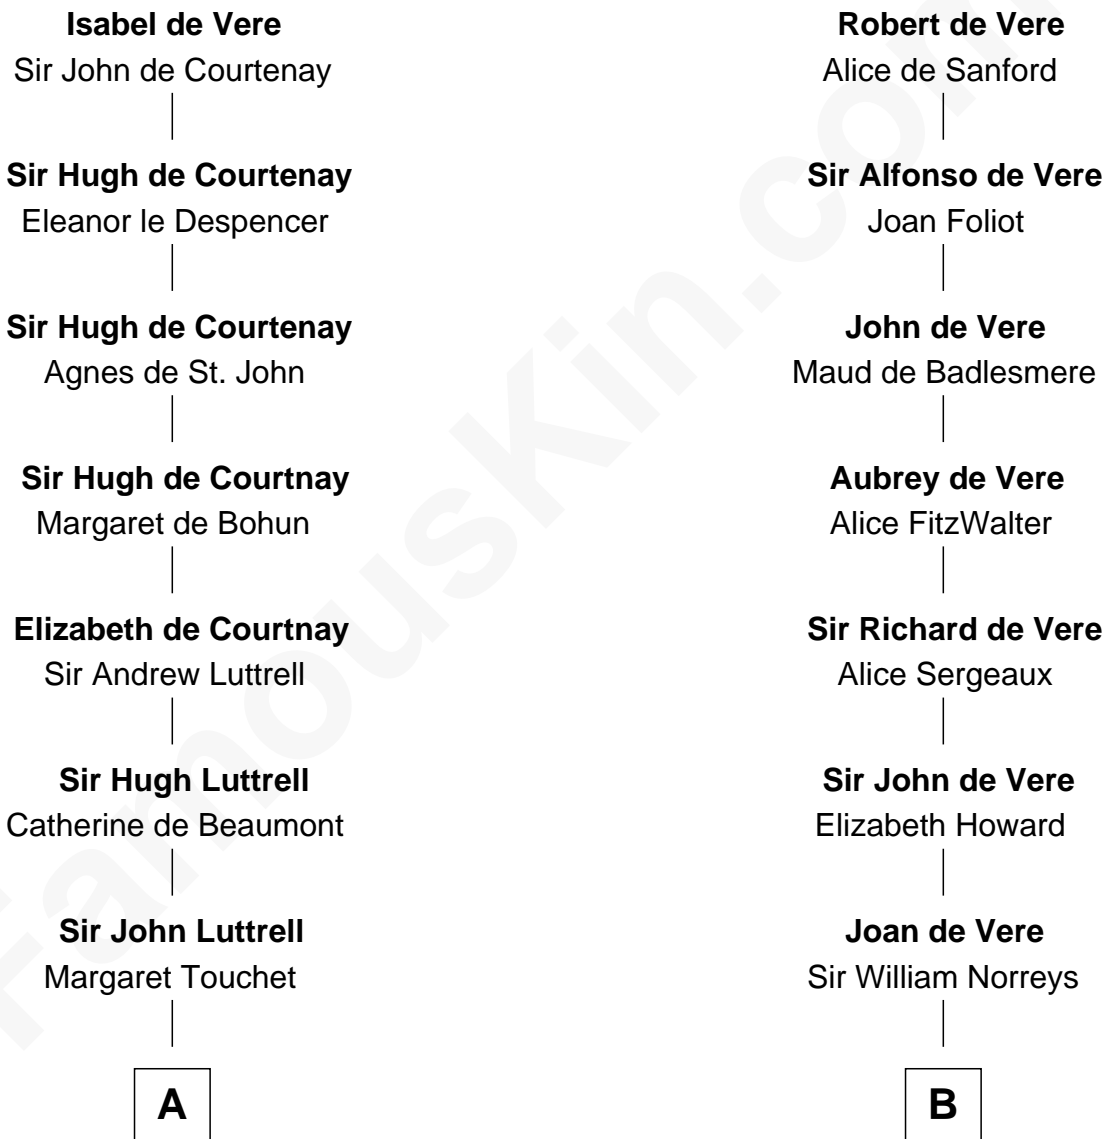 Isabel de Vere
Sir John de Courtenay
Sir Hugh de Courtenay
Eleanor le Despencer
Sir Hugh de Courtenay
Agnes de St. John
Sir Hugh de Courtnay
Margaret de Bohun
Elizabeth de Courtnay
Sir Andrew Luttrell
Sir Hugh Luttrell
Catherine de Beaumont
Sir John Luttrell
Margaret Touchet
A
Robert de Vere
Alice de Sanford
Sir Alfonso de Vere
Joan Foliot
John de Vere
Maud de Badlesmere
Aubrey de Vere
Alice FitzWalter
Sir Richard de Vere
Alice Sergeaux
Sir John de Vere
Elizabeth Howard
Joan de Vere
Sir William Norreys
B
FamousKin.com